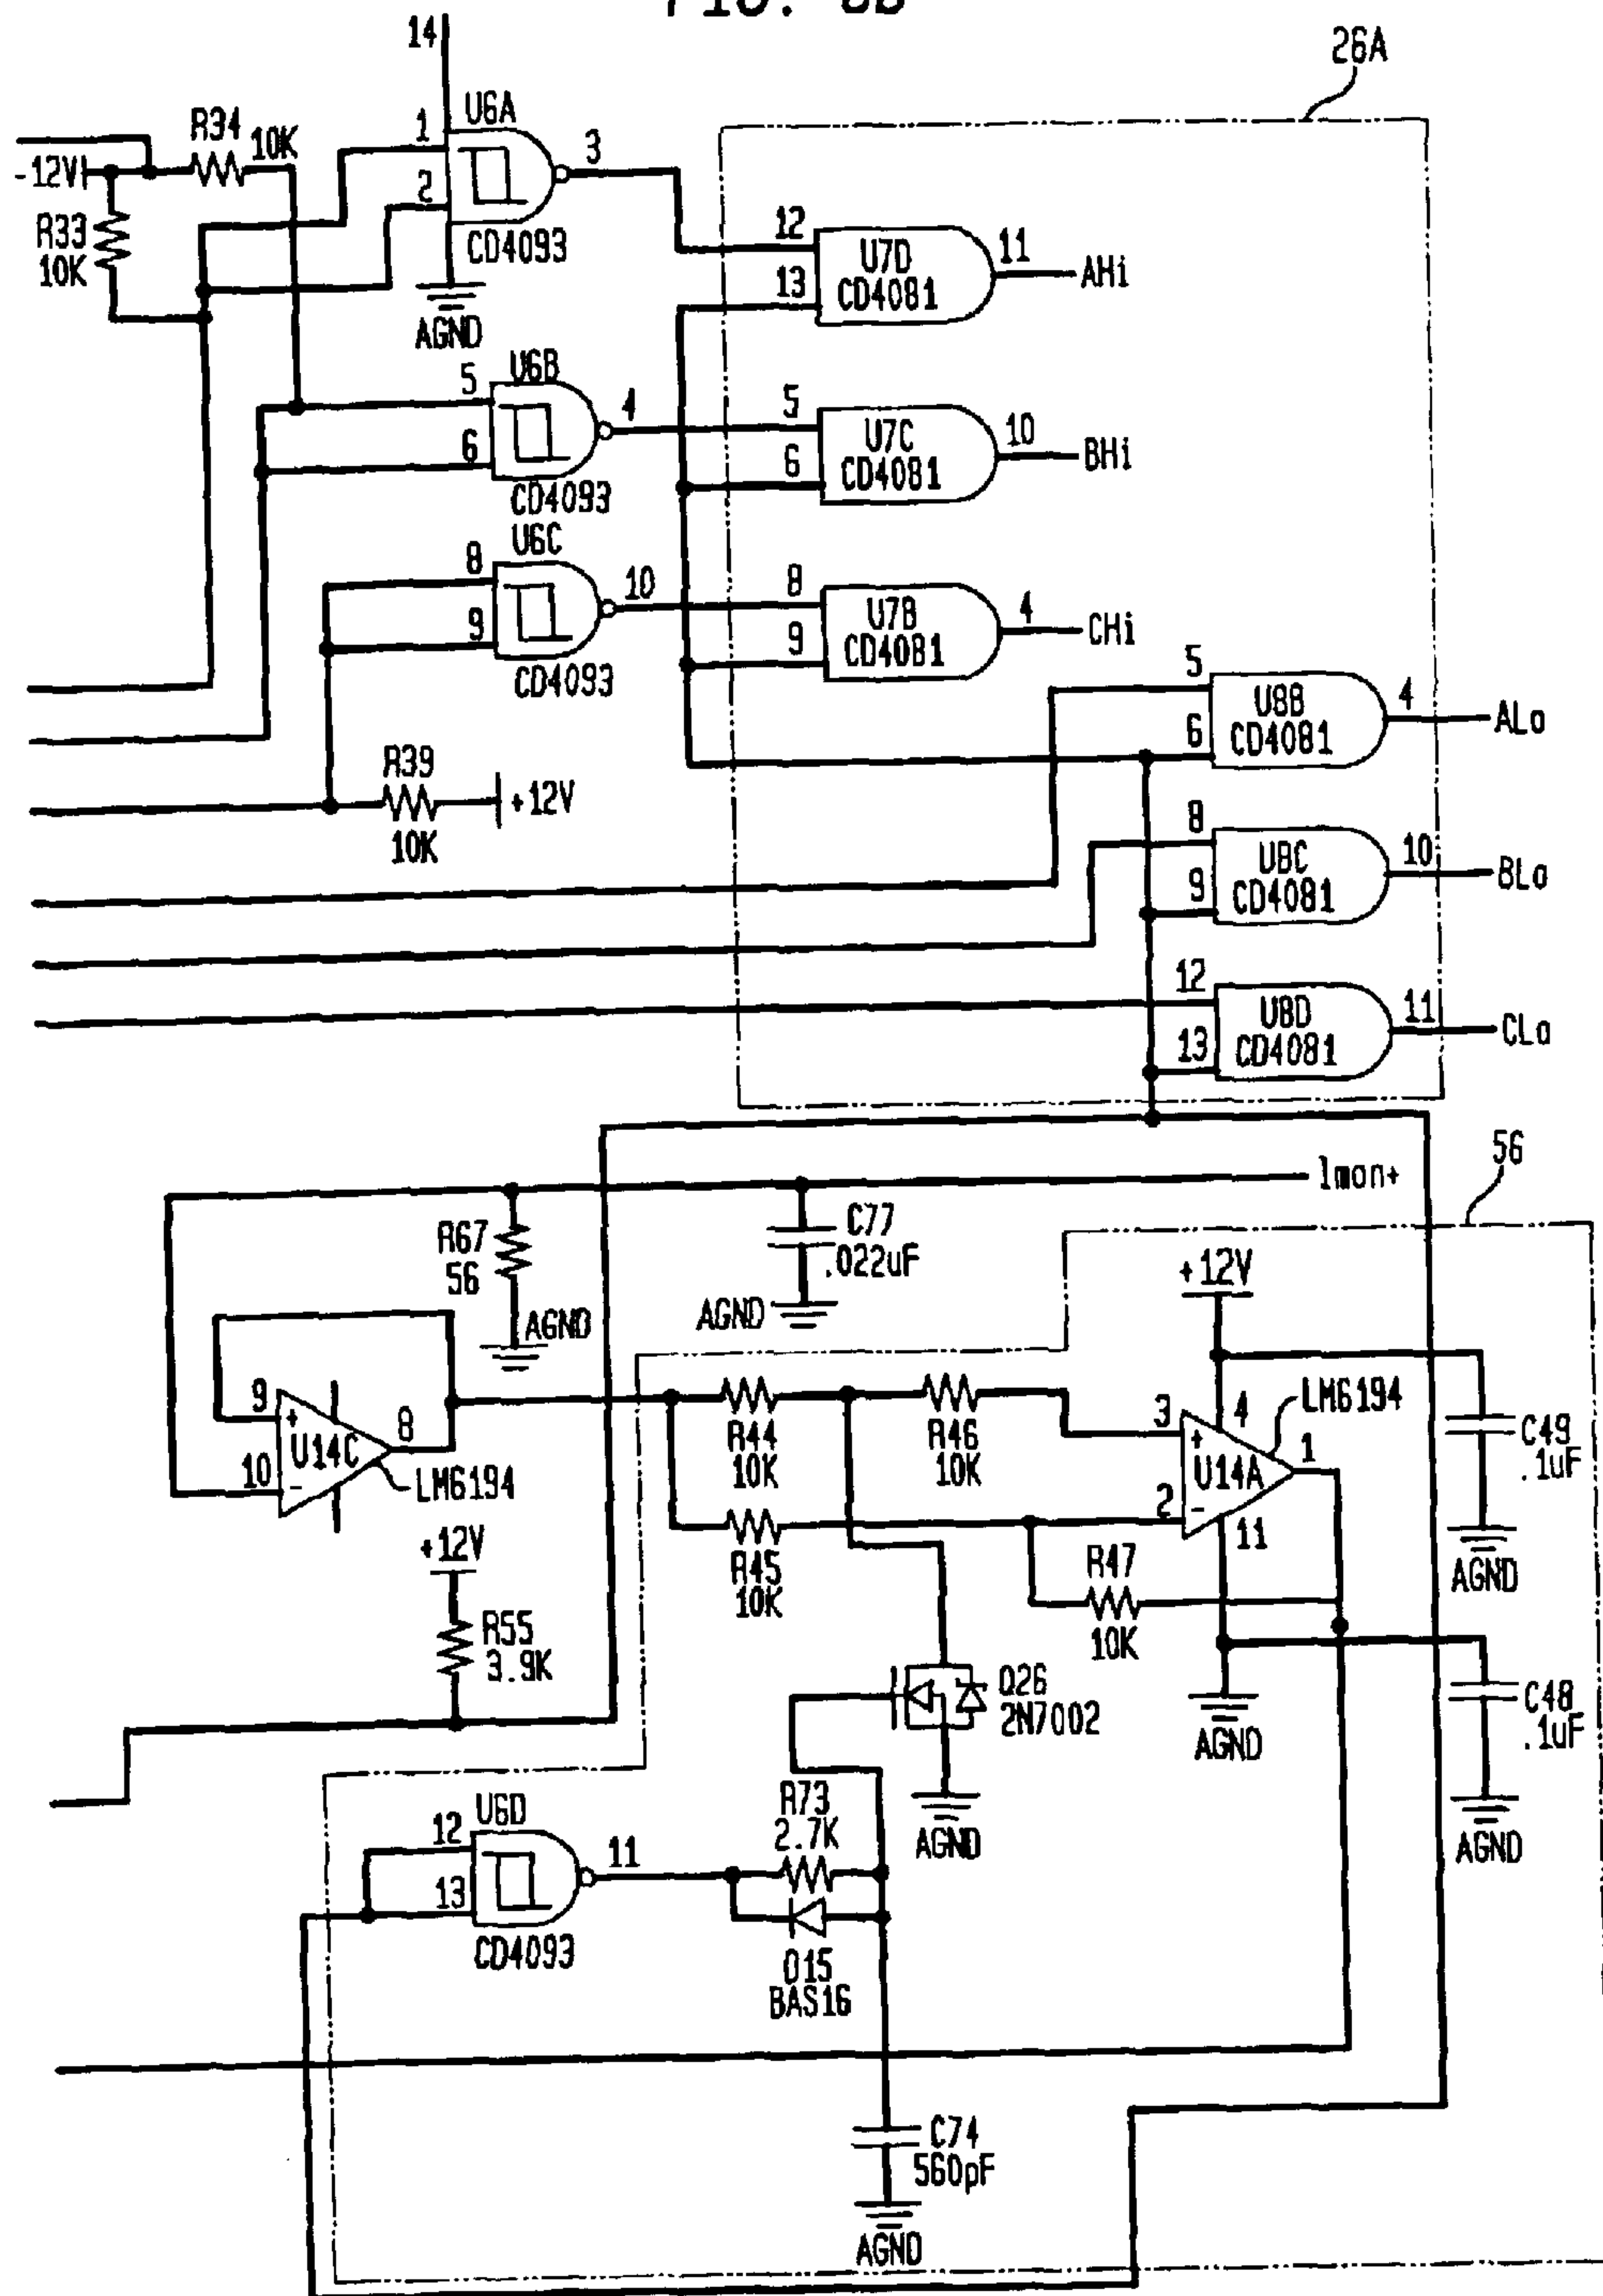 26A
14
U6A
R34
10K
1
3
-12V
2
R33
10K
CD4093
12
11
U7D
CD4081
AHi
13
AGND
U6B
5
4
5
10
U7C
CD4081
BHi
6
6
CD4093
U6C
8
10
8
4
U7B
CD4081
CHi
9
9
CD4093
5
4
U8B
CD4081
ALo
6
R39
+12V
10K
8
10
U8C
CD4081
BLo
9
12
11
U8D
CD4081
CLo
13
56
Imon+
R67
56
C77
.022uF
+12V
AGND
AGND
LM6194
9
+
8
U14C
10
-
LM6194
R44
10K
R46
10K
3
4
+
1
U14A
2
-
11
C49
.1uF
+12V
R45
10K
R47
10K
AGND
R55
3.9K
Q26
2N7002
C48
.1uF
AGND
R73
2.7K
AGND
AGND
U6D
12
11
13
CD4093
D15
BAS16
C74
560pF
AGND